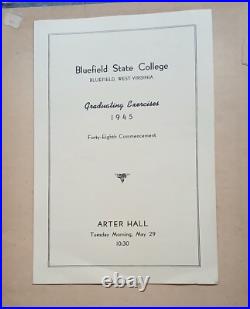 Bluefield State College
BLUEFIELD, WEST VIRGINIA
Graduating Exercises
1945
Forty-Eighth Commencement
ARTER HALL
Tuesday Morning, May 29
10:30